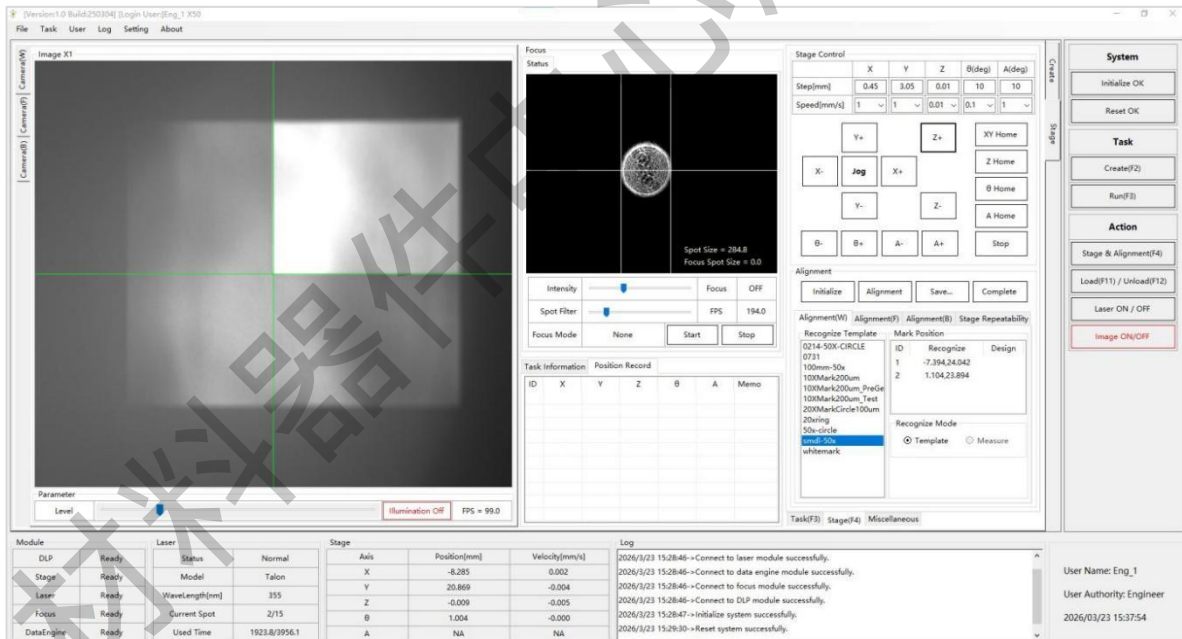 [Version:1.0 Build:250304] [Login User:]Eng_1 X50
File Task User Log Setting About
Camera(W)
Camera(F)
Camera(B)
Image X1
Parameter
Level
Illumination Off
FPS = 99.0
Focus
Status
Spot Size = 284.8
Focus Spot Size = 0.0
Intensity Focus OFF
Spot Filter FPS 194.0
Focus Mode None Start Stop
Task Information Position Record
ID X Y Z θ A Memo
Stage Control
X Y Z θ(deg) A(deg)
Step[mm] 0.45 3.05 0.01 10 10
Speed[mm/s] 1 1 0.01 0.1 1
Y+ Z+ XY Home
X- Jog X+ Z Home
θ Home
Y- Z- A Home
θ- θ+ A- A+ Stop
Alignment
Initialize Alignment Save... Complete
Alignment(W) Alignment(F) Alignment(B) Stage Repeatability
Recognize Template
0214-50X-CIRCLE
0731
100mm-50x
10XMark200um
10XMark200um_PreGe
10XMark200um_Test
20XMarkCircle100um
20xring
50x-circle
smdl-50x
whitemark
Mark Position
ID Recognize Design
1 -7.394,24.042
2 1.104,23.894
Recognize Mode
Template Measure
Task(F3) Stage(F4) Miscellaneous
Create
Stage
System
Initialize OK
Reset OK
Task
Create(F2)
Run(F3)
Action
Stage & Alignment(F4)
Load(F11) / Unload(F12)
Laser ON / OFF
Image ON/OFF
Module
DLP Ready
Stage Ready
Laser Ready
Focus Ready
DataEngine Ready
Laser
Status Normal
Model Talon
WaveLength[nm] 355
Current Spot 2/15
Used Time 1923.8/3956.1
Stage
Axis Position[mm] Velocity[mm/s]
X -8.285 0.002
Y 20.869 -0.004
Z -0.009 -0.005
θ 1.004 -0.000
A NA NA
Log
2026/3/23 15:28:46->Connect to laser module successfully.
2026/3/23 15:28:46->Connect to data engine module successfully.
2026/3/23 15:28:46->Connect to focus module successfully.
2026/3/23 15:28:46->Connect to DLP module successfully.
2026/3/23 15:28:47->Initialize system successfully.
2026/3/23 15:29:30->Reset system successfully.
User Name: Eng_1
User Authority: Engineer
2026/03/23 15:37:54
材料器件中心